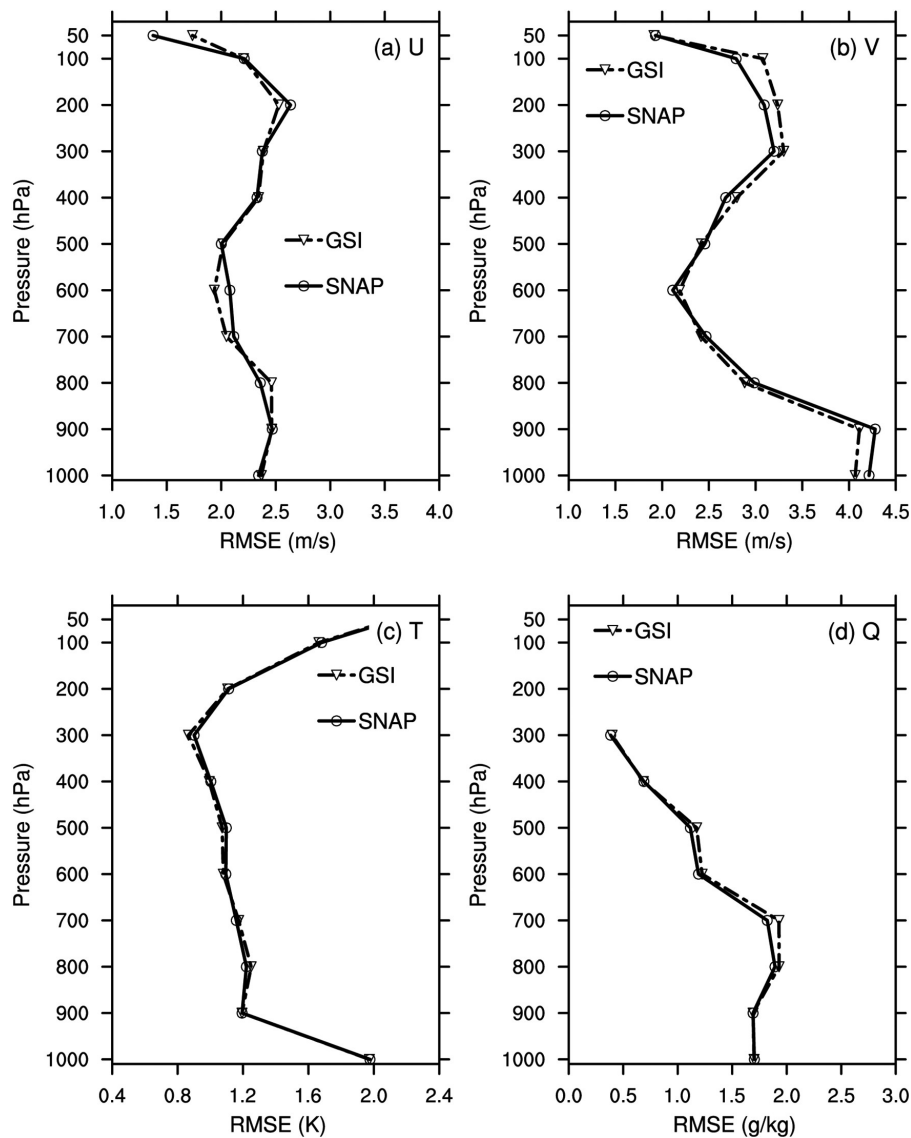 (a) U
50
100
200
300
400
500
600
700
800
900
1000
Pressure (hPa)
GSI
SNAP
1.0 1.5 2.0 2.5 3.0 3.5 4.0
RMSE (m/s)
(b) V
50
100
200
300
400
500
600
700
800
900
1000
Pressure (hPa)
GSI
SNAP
1.0 1.5 2.0 2.5 3.0 3.5 4.0 4.5
RMSE (m/s)
(c) T
50
100
200
300
400
500
600
700
800
900
1000
Pressure (hPa)
GSI
SNAP
0.4 0.8 1.2 1.6 2.0 2.4
RMSE (K)
(d) Q
50
100
200
300
400
500
600
700
800
900
1000
Pressure (hPa)
GSI
SNAP
0.0 0.5 1.0 1.5 2.0 2.5 3.0
RMSE (g/kg)